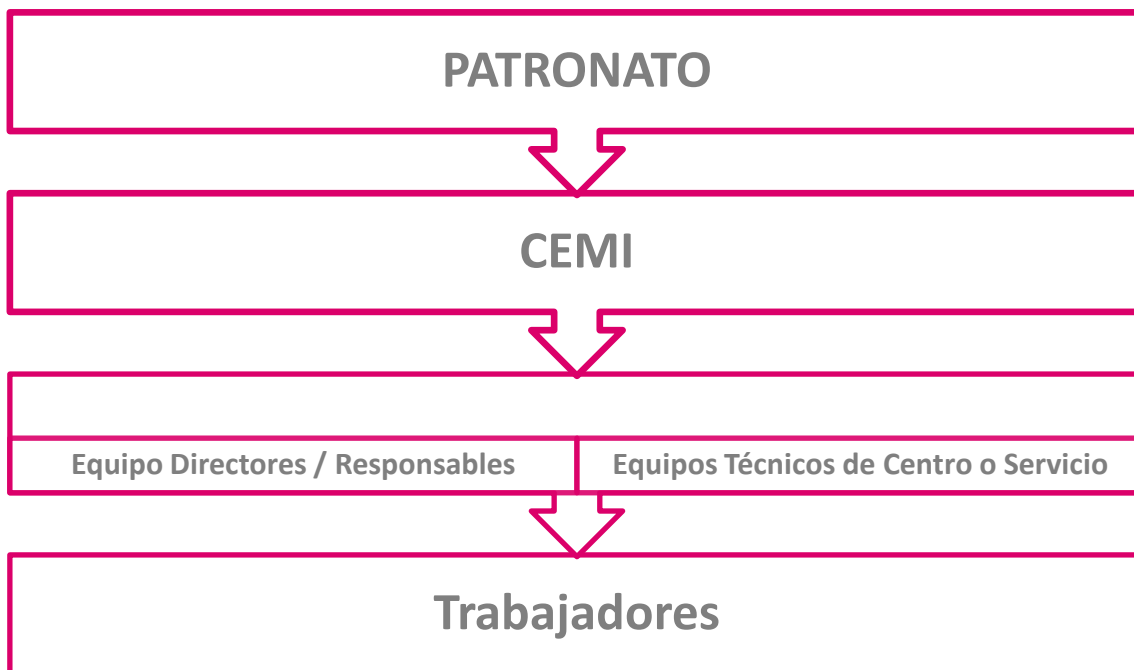 PATRONATO
CEMI
Equipo Directores / Responsables
Equipos Técnicos de Centro o Servicio
Trabajadores